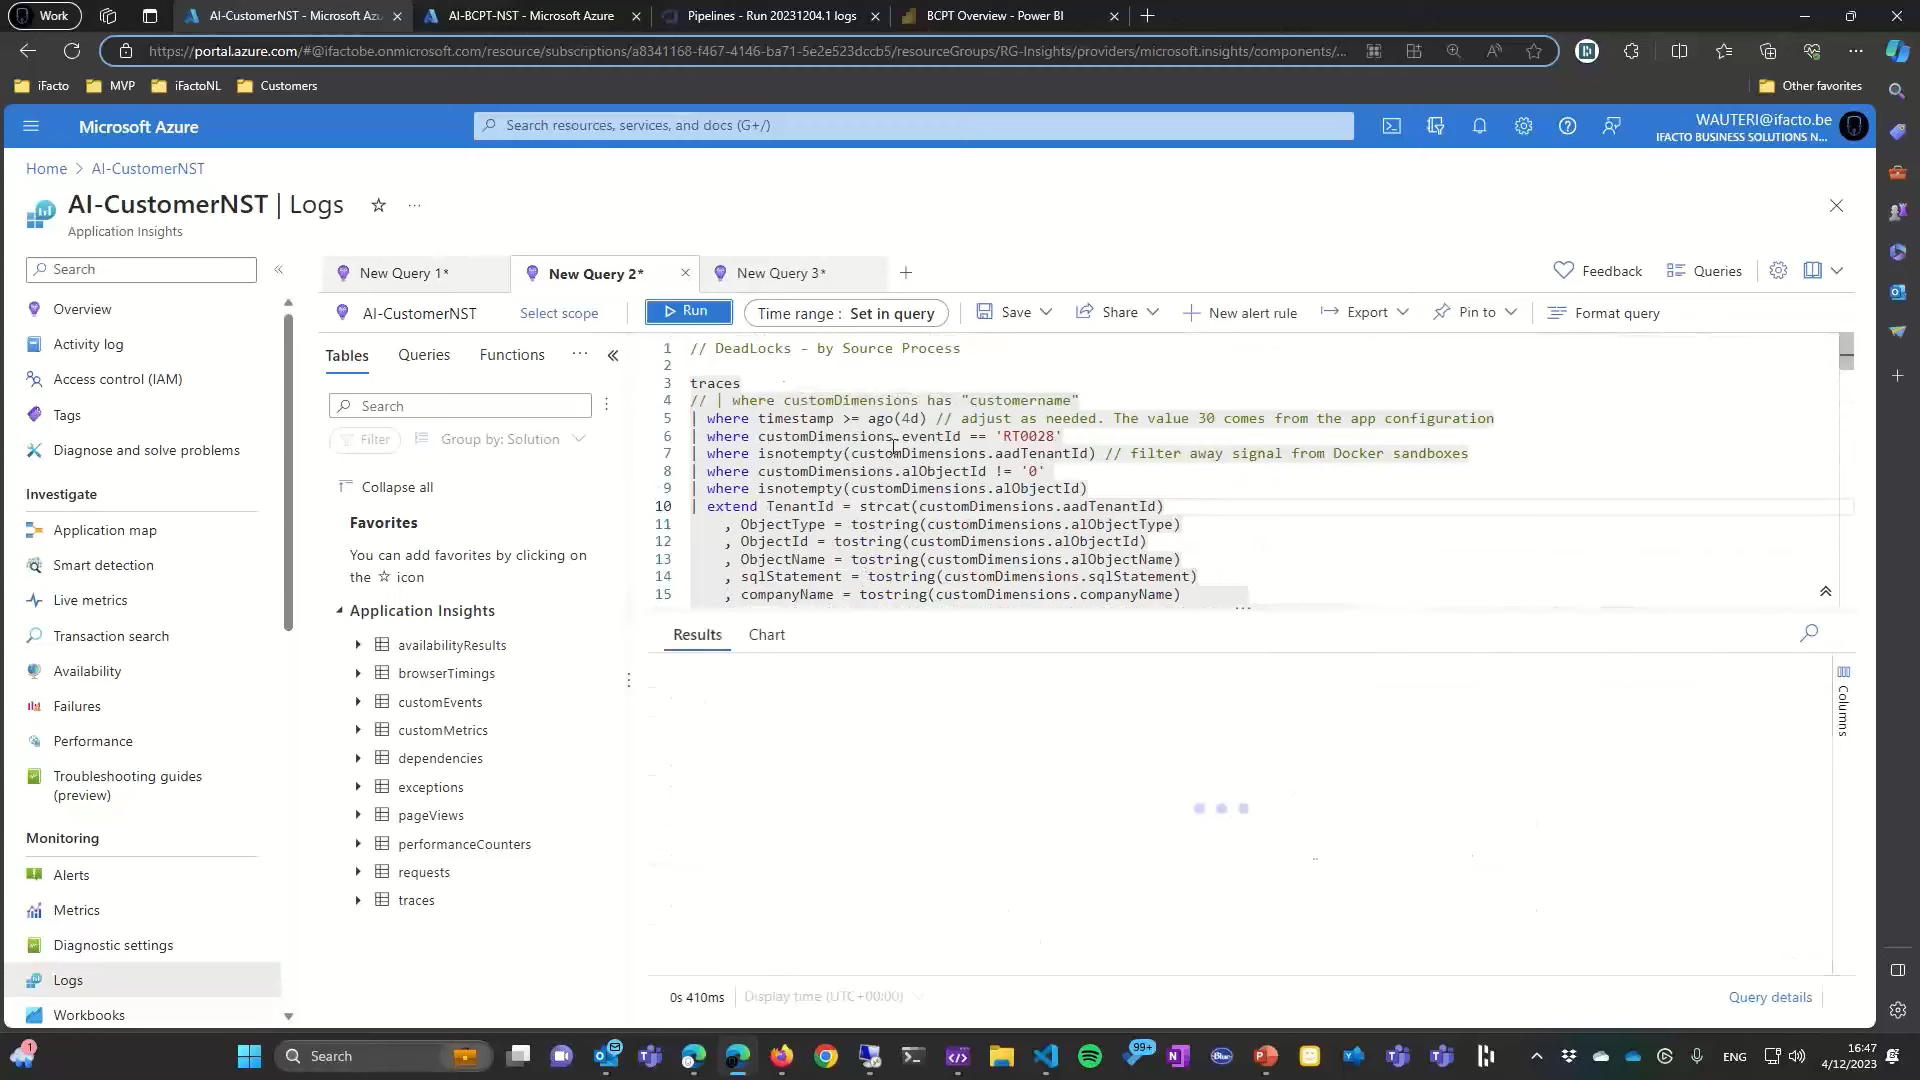 Work
AI-CustomerNST - Microsoft Azu
AI-BCPT-NST - Microsoft Azure
Pipelines - Run 20231204.1 logs
BCPT Overview - Power BI
https://portal.azure.com/#@ifactobe.onmicrosoft.com/resource/subscriptions/a8341168-f467-4146-ba71-5e2e523dccb5/resourceGroups/RG-Insights/providers/microsoft.insights/components/...
iFacto
MVP
iFactoNL
Customers
Other favorites
Microsoft Azure
Search resources, services, and docs (G+/)
WAUTERI@ifacto.be
IFACTO BUSINESS SOLUTIONS N...
Home > AI-CustomerNST
AI-CustomerNST | Logs
Application Insights
Search
Overview
Activity log
Access control (IAM)
Tags
Diagnose and solve problems
Investigate
Application map
Smart detection
Live metrics
Transaction search
Availability
Failures
Performance
Troubleshooting guides
(preview)
Monitoring
Alerts
Metrics
Diagnostic settings
Logs
Workbooks
New Query 1*
New Query 2*
New Query 3*
Feedback
Queries
AI-CustomerNST
Select scope
Run
Time range : Set in query
Save
Share
New alert rule
Export
Pin to
Format query
Tables
Queries
Functions
Search
Filter
Group by: Solution
Collapse all
Favorites
You can add favorites by clicking on
the ☆ icon
Application Insights
availabilityResults
browserTimings
customEvents
customMetrics
dependencies
exceptions
pageViews
performanceCounters
requests
traces
1 // DeadLocks - by Source Process
2
3 traces
4 // | where customDimensions has "customername"
5 | where timestamp >= ago(4d) // adjust as needed. The value 30 comes from the app configuration
6 | where customDimensions.eventId == 'RT0028'
7 | where isnotempty(customDimensions.aadTenantId) // filter away signal from Docker sandboxes
8 | where customDimensions.alObjectId != '0'
9 | where isnotempty(customDimensions.alObjectId)
10 | extend TenantId = strcat(customDimensions.aadTenantId)
11 , ObjectType = tostring(customDimensions.alObjectType)
12 , ObjectId = tostring(customDimensions.alObjectId)
13 , ObjectName = tostring(customDimensions.alObjectName)
14 , sqlStatement = tostring(customDimensions.sqlStatement)
15 , companyName = tostring(customDimensions.companyName)
Results
Chart
Columns
0s 410ms
Display time (UTC+00:00)
Query details
1
Search
99+
Blue
ENG
16:47
4/12/2023